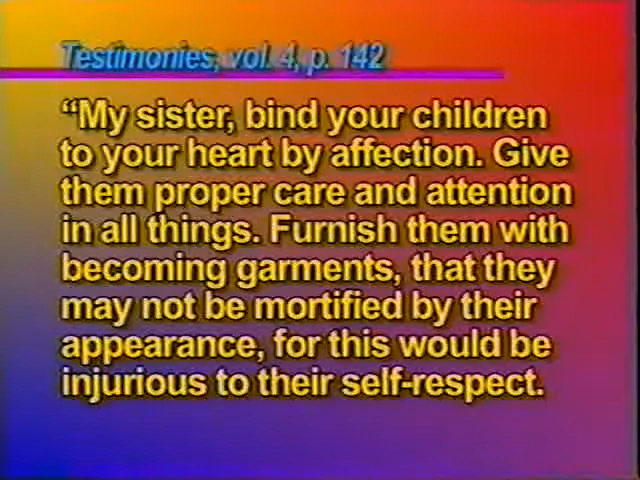 Testimonies, vol. 4, p. 142
“My sister, bind your children
to your heart by affection. Give
them proper care and attention
in all things. Furnish them with
becoming garments, that they
may not be mortified by their
appearance, for this would be
injurious to their self-respect.